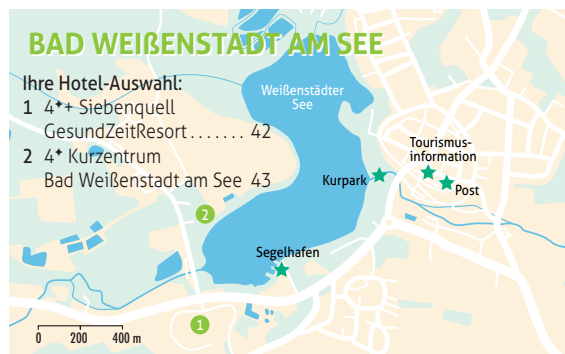 BAD WEIßENSTADT AM SEE
Ihre Hotel-Auswahl:
1 4✦+ Siebenquell
GesundZeitResort ....... 42
2 4✦ Kurzentrum
Bad Weißenstadt am See 43
Weißenstädter
See
Tourismus-
information
Kurpark
Post
2
Segelhafen
1
0 200 400 m